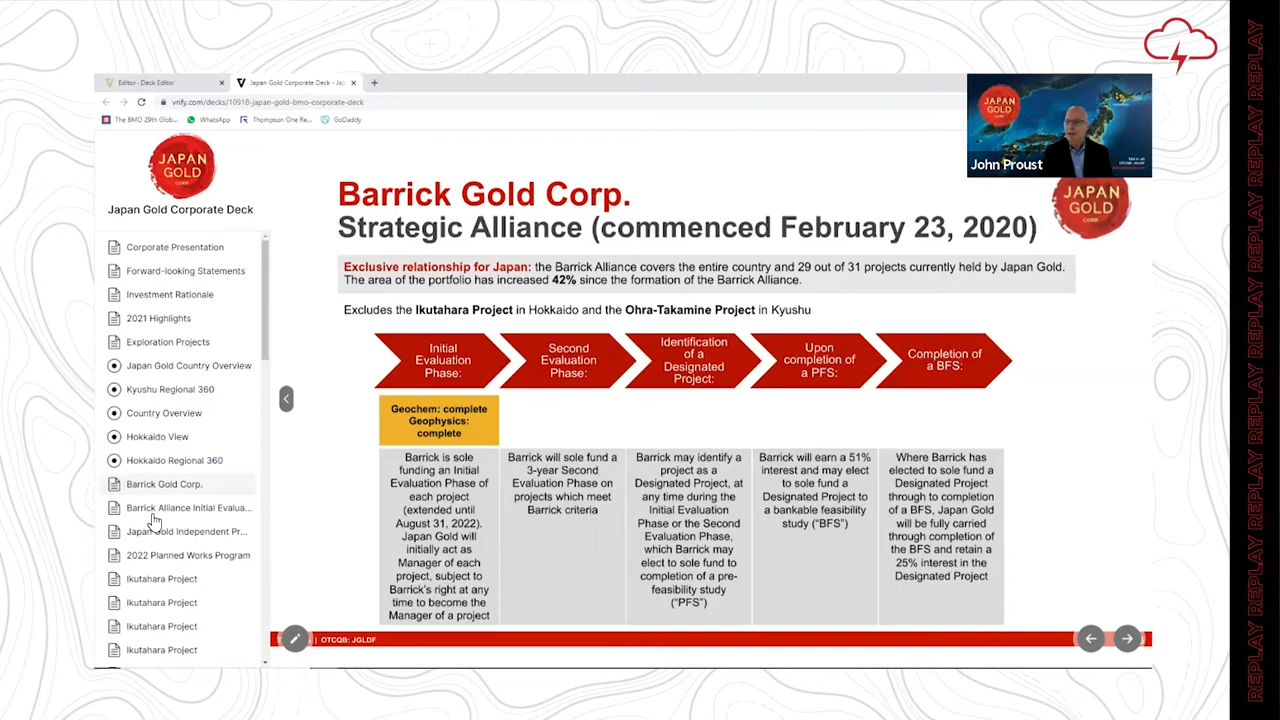 Editor - Deck Editor
Japan Gold Corporate Deck - Jap
vrify.com/decks/10918-japan-gold-bmo-corporate-deck
The BMO 29th Glob...
WhatsApp
Thompson One Re...
GoDaddy
JAPAN
GOLD
CORP.
Japan Gold Corporate Deck
Corporate Presentation
Forward-looking Statements
Investment Rationale
2021 Highlights
Exploration Projects
Japan Gold Country Overview
Kyushu Regional 360
Country Overview
Hokkaido View
Hokkaido Regional 360
Barrick Gold Corp.
Barrick Alliance Initial Evalua...
Japan Gold Independent Pr...
2022 Planned Works Program
Ikutahara Project
Ikutahara Project
Ikutahara Project
Ikutahara Project
JAPAN
GOLD
CORP.
John Proust
JAPAN
GOLD
CORP.
Barrick Gold Corp.
Strategic Alliance (commenced February 23, 2020)
Exclusive relationship for Japan: the Barrick Alliance covers the entire country and 29 out of 31 projects currently held by Japan Gold.
The area of the portfolio has increased 42% since the formation of the Barrick Alliance.
Excludes the Ikutahara Project in Hokkaido and the Ohra-Takamine Project in Kyushu
Initial
Evaluation
Phase:
Second
Evaluation
Phase:
Identification
of a
Designated
Project:
Upon
completion of
a PFS:
Completion of
a BFS:
Geochem: complete
Geophysics:
complete
Barrick is sole
funding an Initial
Evaluation Phase of
each project
(extended until
August 31, 2022).
Japan Gold will
initially act as
Manager of each
project, subject to
Barrick's right at any
time to become the
Manager of a project
Barrick will sole fund a
3-year Second
Evaluation Phase on
projects which meet
Barrick criteria
Barrick may identify a
project as a
Designated Project, at
any time during the
Initial Evaluation
Phase or the Second
Evaluation Phase,
which Barrick may
elect to sole fund to
completion of a pre-
feasibility study
("PFS")
Barrick will earn a 51%
interest and may elect
to sole fund a
Designated Project to
a bankable feasibility
study ("BFS")
Where Barrick has
elected to sole fund a
Designated Project
through to completion
of a BFS, Japan Gold
will be fully carried
through completion of
the BFS and retain a
25% interest in the
Designated Project
| OTCQB: JGLDF
REPLAY REPLAY REPLAY REPLAY REPLAY REPLAY REPLAY REPLAY REPLAY